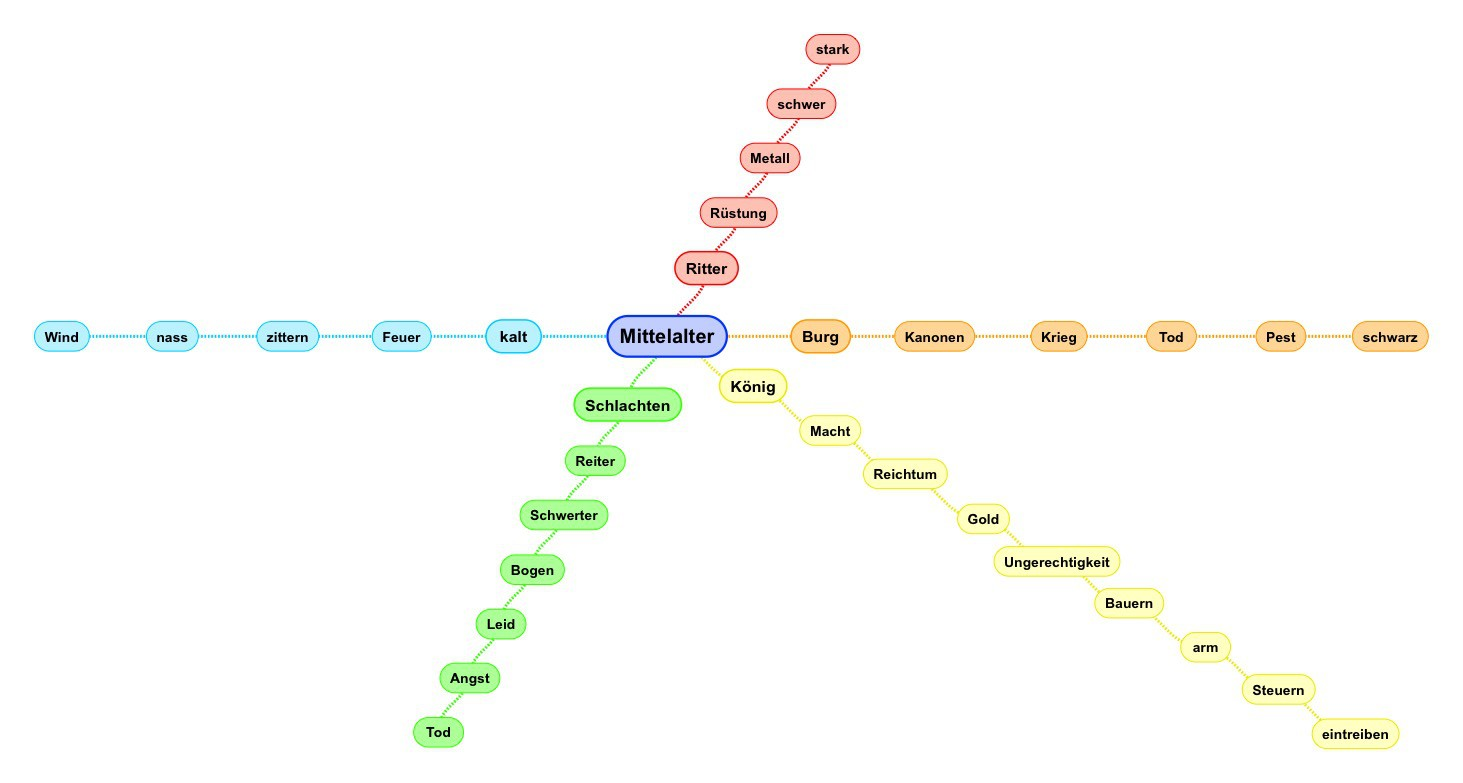 stark
schwer
Metall
Rüstung
Ritter
Wind
nass
zittern
Feuer
kalt
Mittelalter
Burg
Kanonen
Krieg
Tod
Pest
schwarz
König
Macht
Reichtum
Gold
Ungerechtigkeit
Bauern
arm
Steuern
eintreiben
Schlachten
Reiter
Schwerter
Bogen
Leid
Angst
Tod